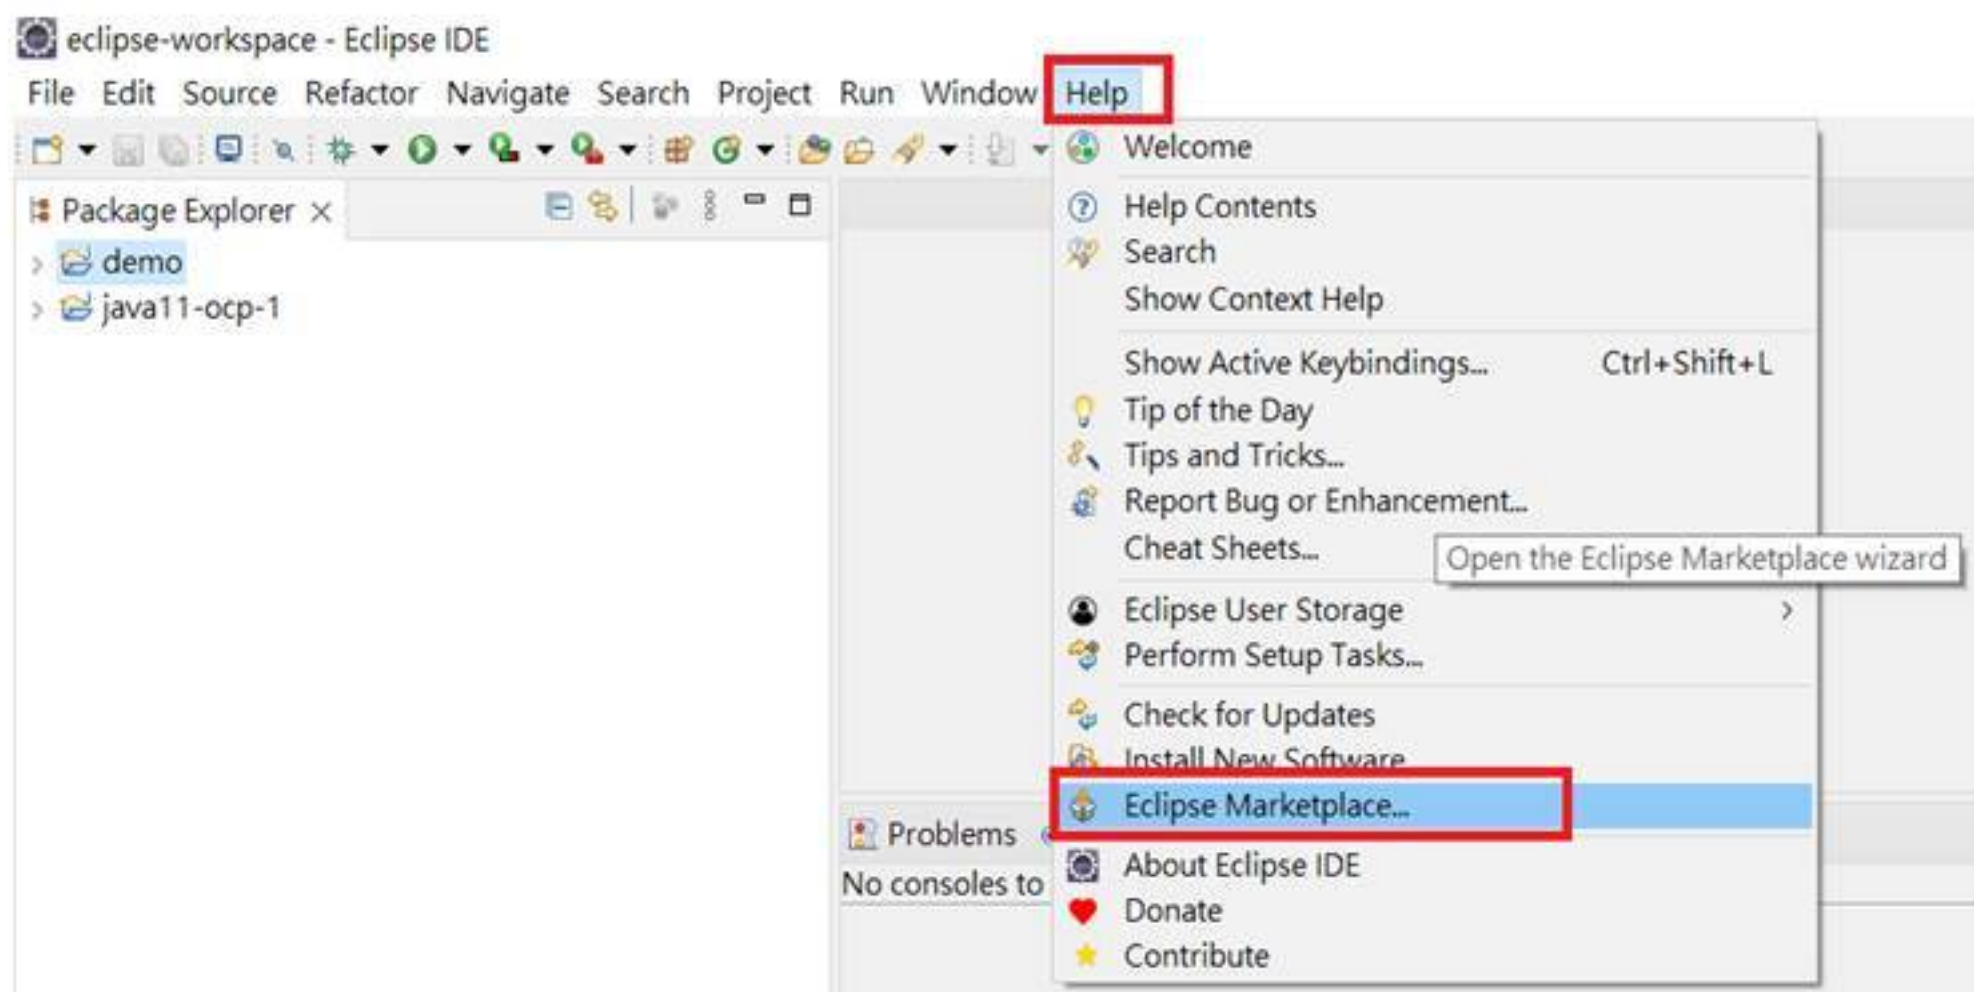 eclipse-workspace - Eclipse IDE
File Edit Source Refactor Navigate Search Project Run Window Help
Package Explorer
demo
java11-ocp-1
Welcome
Help Contents
Search
Show Context Help
Show Active Keybindings... Ctrl+Shift+L
Tip of the Day
Tips and Tricks...
Report Bug or Enhancement...
Cheat Sheets...
Open the Eclipse Marketplace wizard
Eclipse User Storage
Perform Setup Tasks...
Check for Updates
Install New Software
Eclipse Marketplace...
About Eclipse IDE
Donate
Contribute
Problems
No consoles to